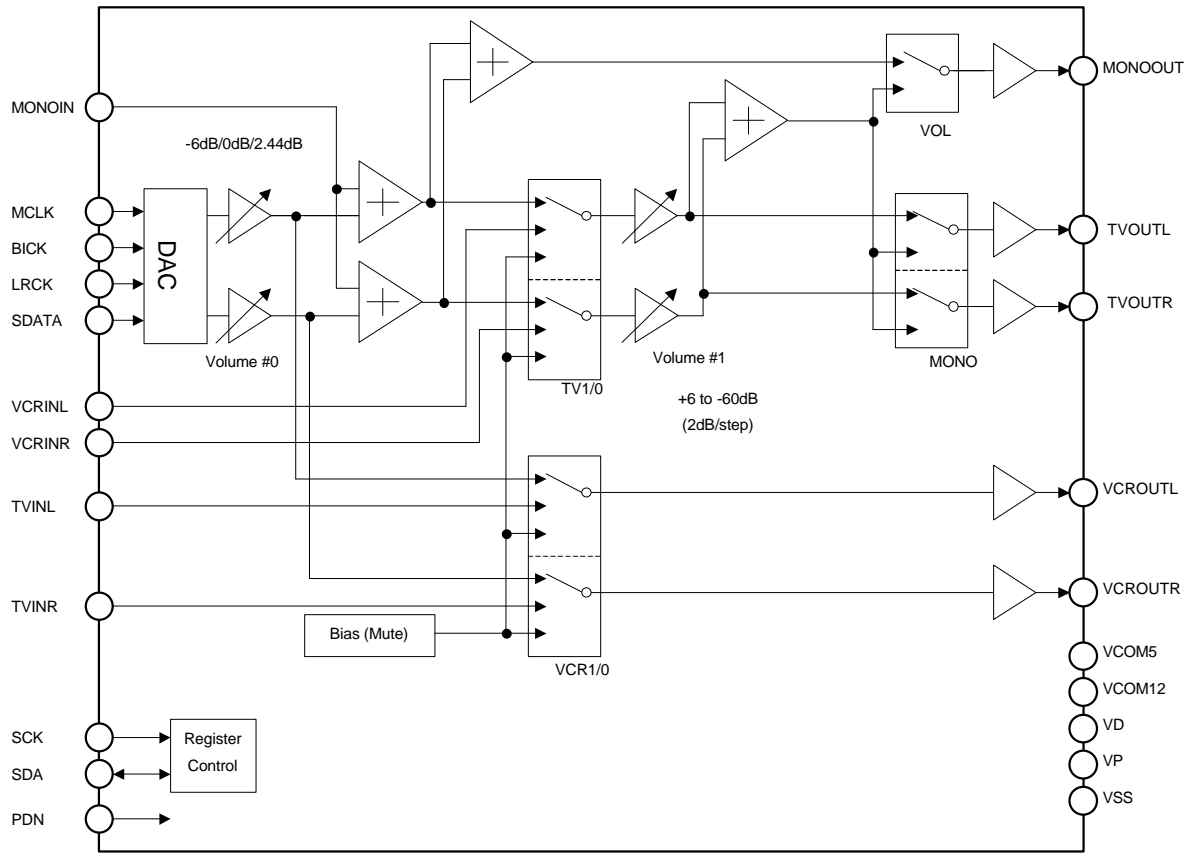 MONOOUT
MONOIN
VOL
-6dB/0dB/2.44dB
MCLK
BICK
LRCK
SDATA
DAC
TVOUTL
TVOUTR
Volume #0
Volume #1
MONO
TV1/0
+6 to -60dB
(2dB/step)
VCRINL
VCRINR
TVINL
VCROUTL
TVINR
VCROUTR
Bias (Mute)
VCR1/0
VCOM5
VCOM12
VD
VP
VSS
SCK
SDA
PDN
Register
Control